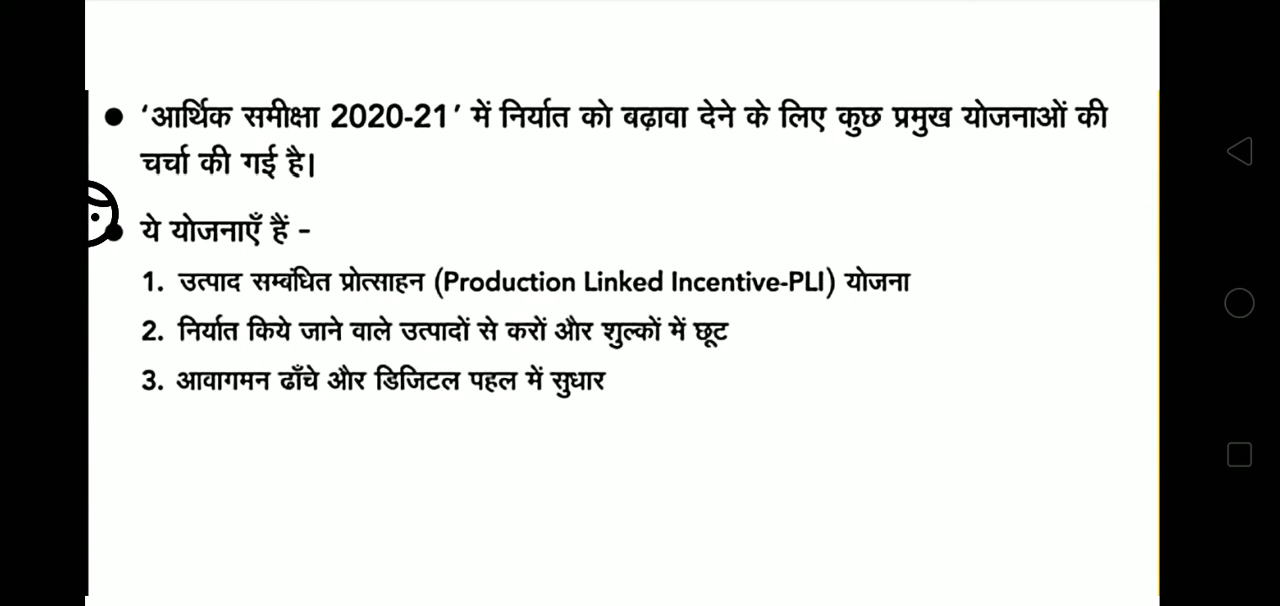 ● ‘आर्थिक समीक्षा 2020-21’ में निर्यात को बढ़ावा देने के लिए कुछ प्रमुख योजनाओं की
चर्चा की गई है।
● ये योजनाएँ हैं -
1. उत्पाद सम्बंधित प्रोत्साहन (Production Linked Incentive-PLI) योजना
2. निर्यात किये जाने वाले उत्पादों से करों और शुल्कों में छूट
3. आवागमन ढाँचे और डिजिटल पहल में सुधार